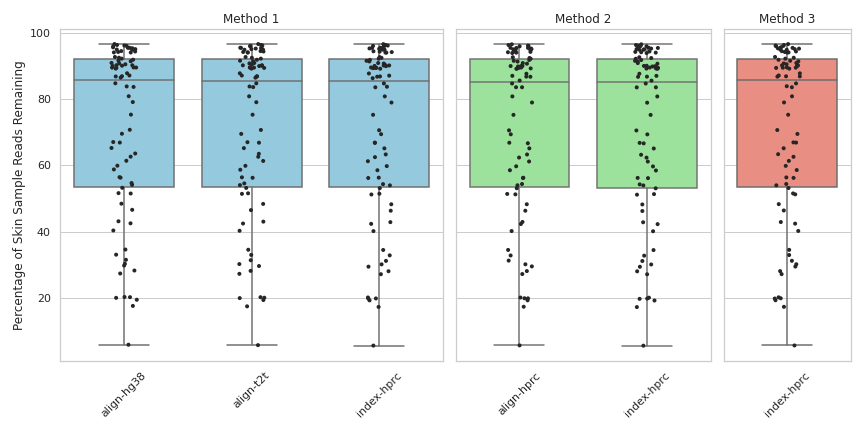 Method 1
Method 2
Method 3
Percentage of Skin Sample Reads Remaining
100
80
60
40
20
align-hg38
align-t2t
index-hprc
align-hprc
index-hprc
index-hprc